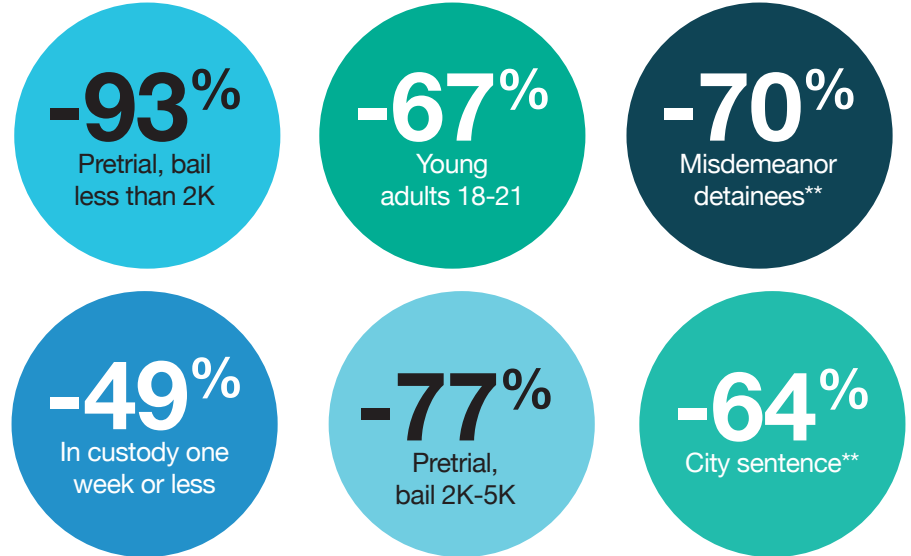 -93%
Pretrial, bail
less than 2K
-67%
Young
adults 18-21
-70%
Misdemeanor
detainees**
-49%
In custody one
week or less
-77%
Pretrial,
bail 2K-5K
-64%
City sentence**